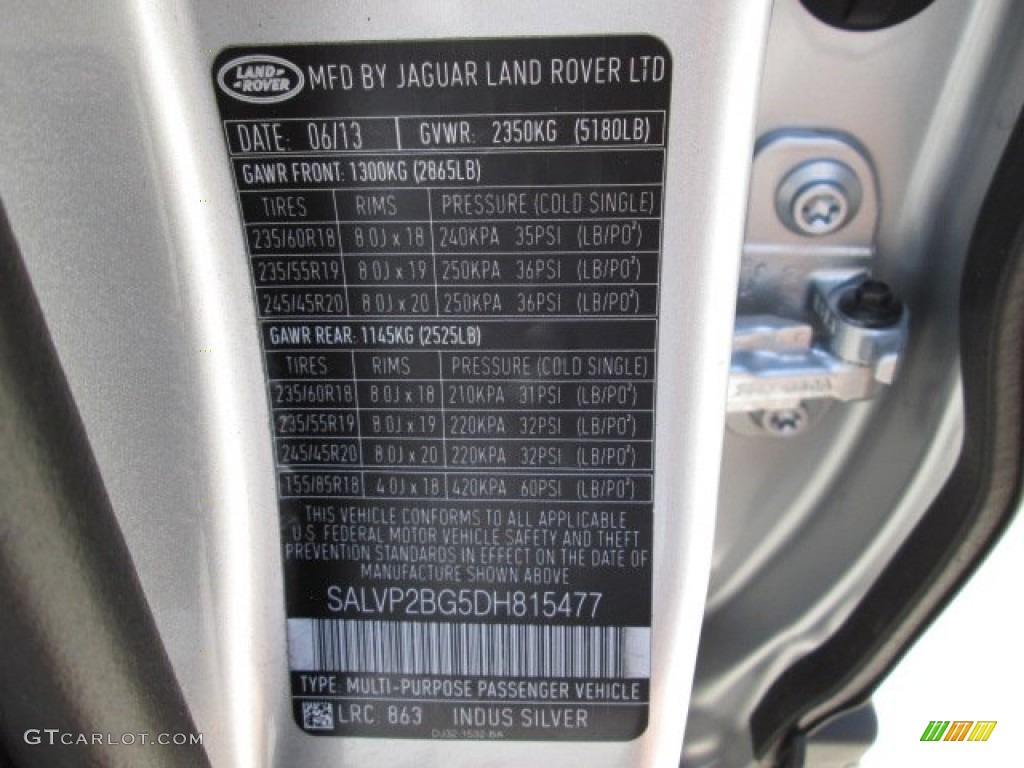 LAND ROVER MFD BY JAGUAR LAND ROVER LTD
DATE: 06/13 GVWR: 2350KG (5180LB)
GAWR FRONT: 1300KG (2865LB)
TIRES RIMS PRESSURE (COLD SINGLE)
235/60R18 8.0J x 18 240KPA 35PSI (LB/PO²)
235/55R19 8.0J x 19 250KPA 36PSI (LB/PO²)
245/45R20 8.0J x 20 250KPA 36PSI (LB/PO²)
GAWR REAR: 1145KG (2525LB)
TIRES RIMS PRESSURE (COLD SINGLE)
235/60R18 8.0J x 18 210KPA 31PSI (LB/PO²)
235/55R19 8.0J x 19 220KPA 32PSI (LB/PO²)
245/45R20 8.0J x 20 220KPA 32PSI (LB/PO²)
155/85R18 4.0J x 18 420KPA 60PSI (LB/PO²)
THIS VEHICLE CONFORMS TO ALL APPLICABLE
U.S. FEDERAL MOTOR VEHICLE SAFETY AND THEFT
PREVENTION STANDARDS IN EFFECT ON THE DATE OF
MANUFACTURE SHOWN ABOVE
SALVP2BG5DH815477
TYPE: MULTI-PURPOSE PASSENGER VEHICLE
LRC: 863 INDUS SILVER
DJ32-1532-BA
GTCARLOT.COM